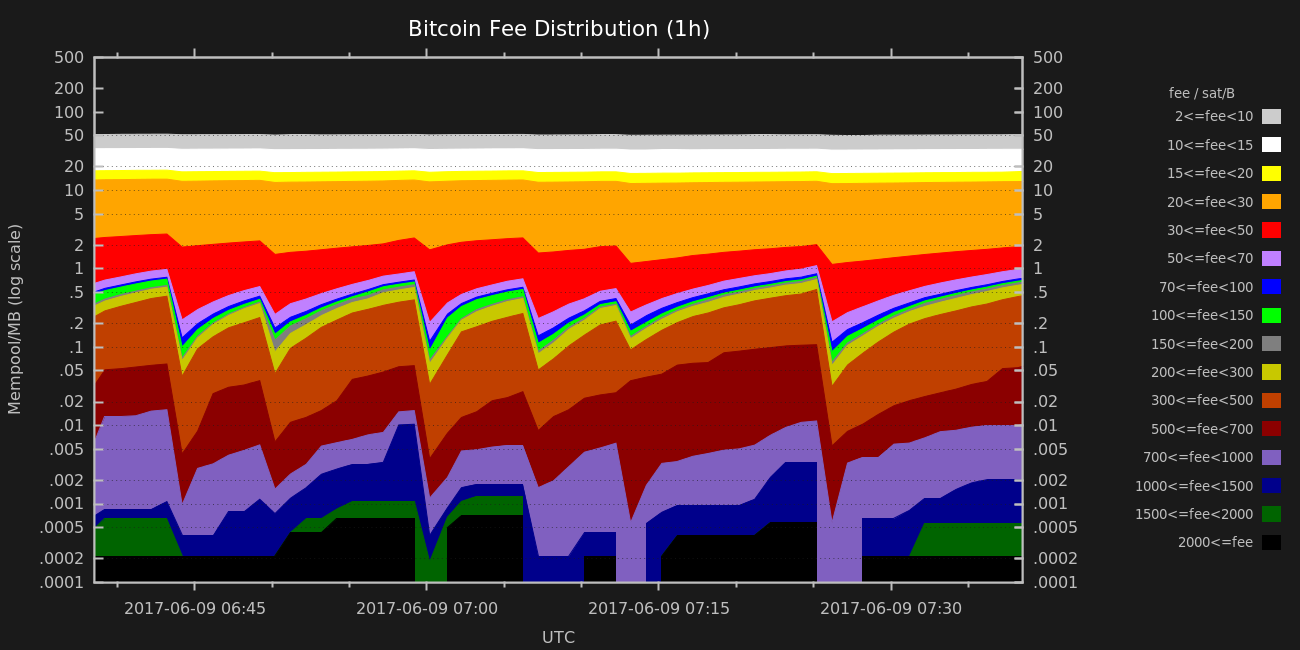 Bitcoin Fee Distribution (1h)
500 500
200 200
100 100
50 50
20 20
10 10
5 5
2 2
1 1
.5 .5
.2 .2
.1 .1
.05 .05
.02 .02
.01 .01
.005 .005
.002 .002
.001 .001
.0005 .0005
.0002 .0002
.0001 .0001
Mempool/MB (log scale)
2017-06-09 06:45 2017-06-09 07:00 2017-06-09 07:15 2017-06-09 07:30
UTC
fee / sat/B
2<=fee<10
10<=fee<15
15<=fee<20
20<=fee<30
30<=fee<50
50<=fee<70
70<=fee<100
100<=fee<150
150<=fee<200
200<=fee<300
300<=fee<500
500<=fee<700
700<=fee<1000
1000<=fee<1500
1500<=fee<2000
2000<=fee